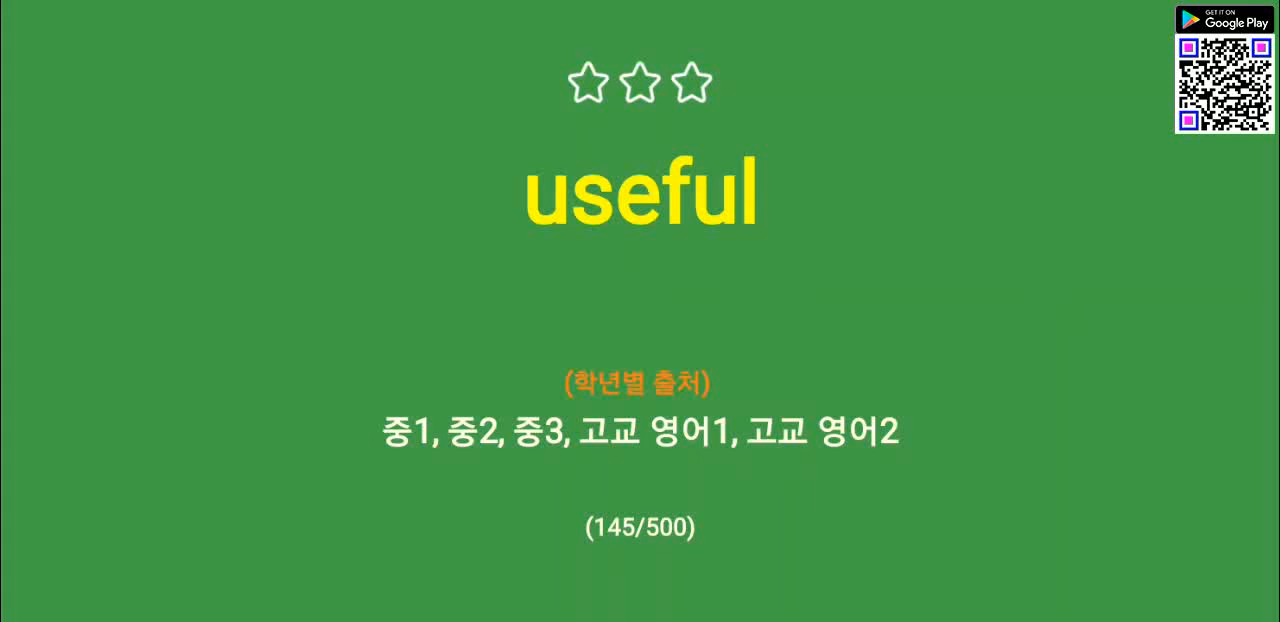 GET IT ON
Google Play
useful
(학년별 출처)
중1, 중2, 중3, 고교 영어1, 고교 영어2
(145/500)